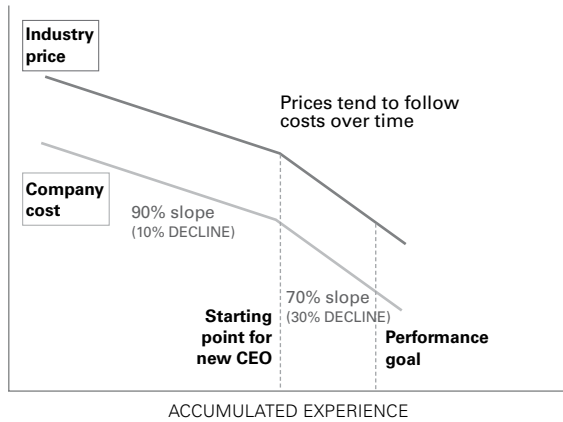 Industry
price
Prices tend to follow
costs over time
Company
cost
90% slope
(10% DECLINE)
70% slope
(30% DECLINE)
Starting
point for
new CEO
Performance
goal
ACCUMULATED EXPERIENCE